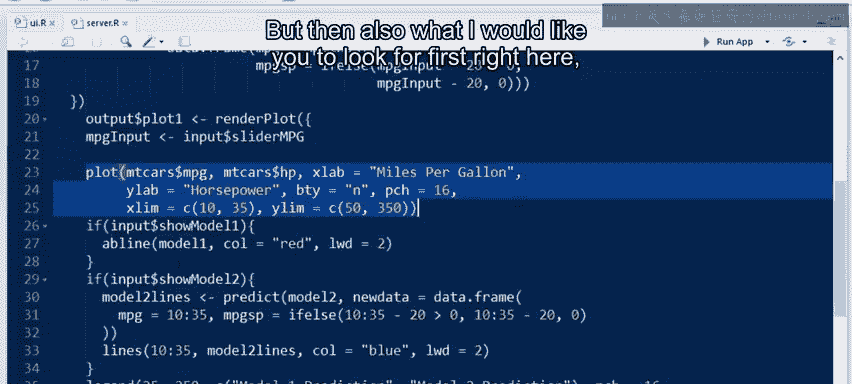 ui.R × server.R ×
But then also what I would like
you to look for first right here,
Run App
17 mpgsp = ifelse(mpgInput - 20 > 0,
18 mpgInput - 20, 0)))
19 })
20 output$plot1 <- renderPlot({
21 mpgInput <- input$sliderMPG
22
23 plot(mtcars$mpg, mtcars$hp, xlab = "Miles Per Gallon",
24 ylab = "Horsepower", bty = "n", pch = 16,
25 xlim = c(10, 35), ylim = c(50, 350))
26 if(input$showModel1){
27 abline(model1, col = "red", lwd = 2)
28 }
29 if(input$showModel2){
30 model2lines <- predict(model2, newdata = data.frame(
31 mpg = 10:35, mpgsp = ifelse(10:35 - 20 > 0, 10:35 - 20, 0)
32 ))
33 lines(10:35, model2lines, col = "blue", lwd = 2)
34 }